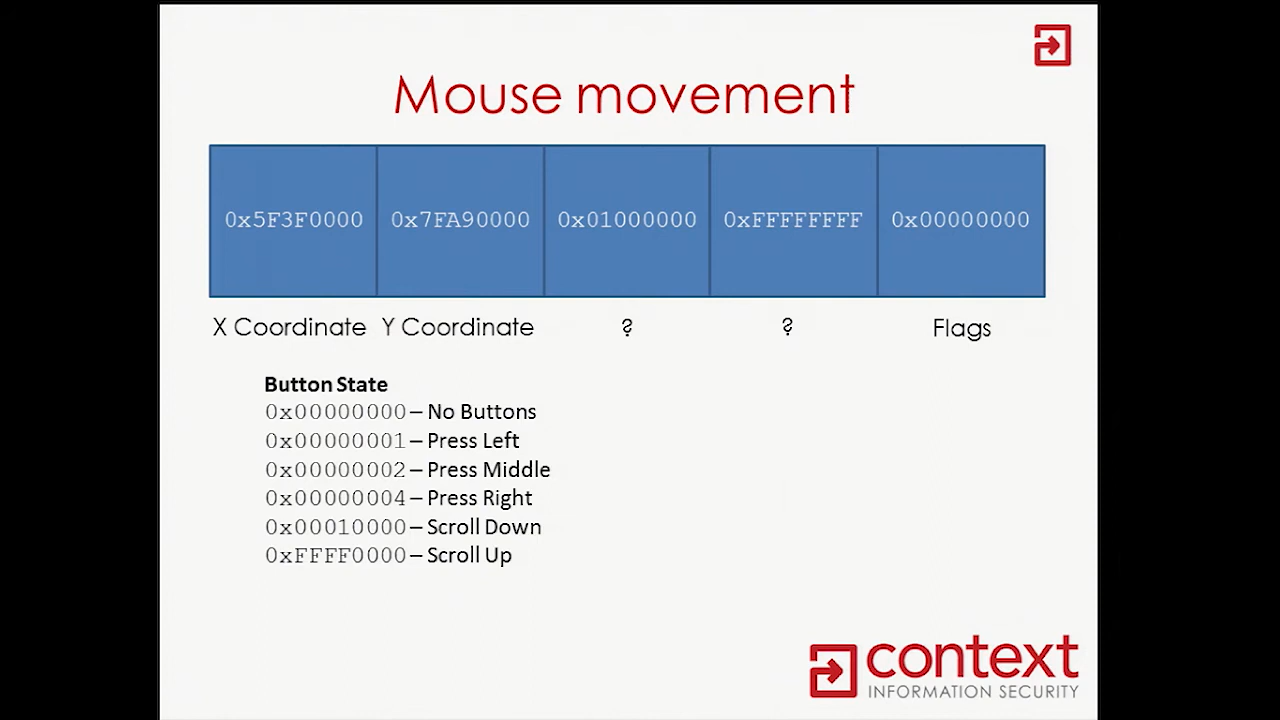 Mouse movement
0x5F3F0000 0x7FA90000 0x01000000 0xFFFFFFFF 0x00000000
X Coordinate Y Coordinate ? ? Flags
Button State
0x00000000 – No Buttons
0x00000001 – Press Left
0x00000002 – Press Middle
0x00000004 – Press Right
0x00010000 – Scroll Down
0xFFFF0000 – Scroll Up
context
INFORMATION SECURITY